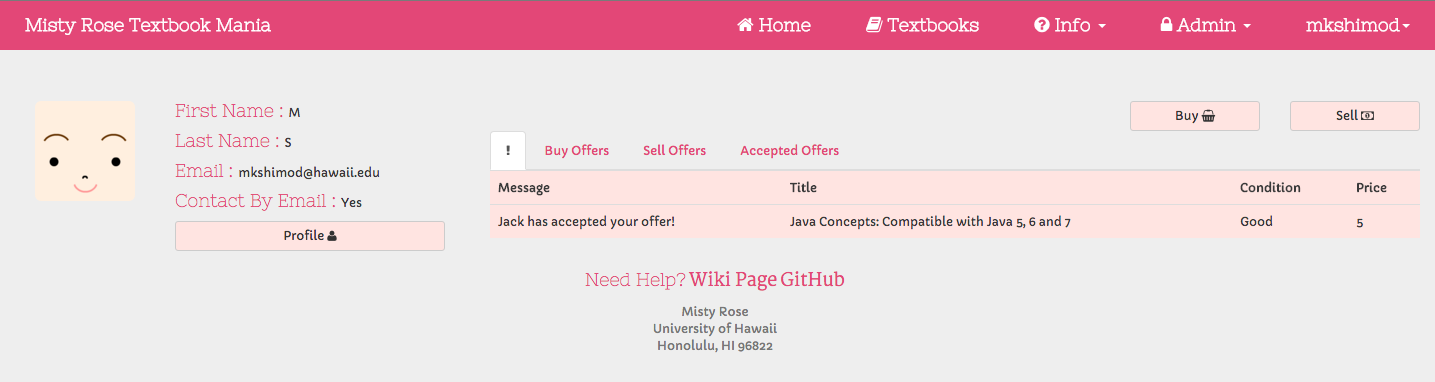 Misty Rose Textbook Mania Home Textbooks Info Admin mkshimod
First Name : M
Last Name : S
Email : mkshimod@hawaii.edu
Contact By Email : Yes
Profile
Buy Sell
! Buy Offers Sell Offers Accepted Offers
Message Title Condition Price
Jack has accepted your offer! Java Concepts: Compatible with Java 5, 6 and 7 Good 5
Need Help? Wiki Page GitHub
Misty Rose
University of Hawaii
Honolulu, HI 96822